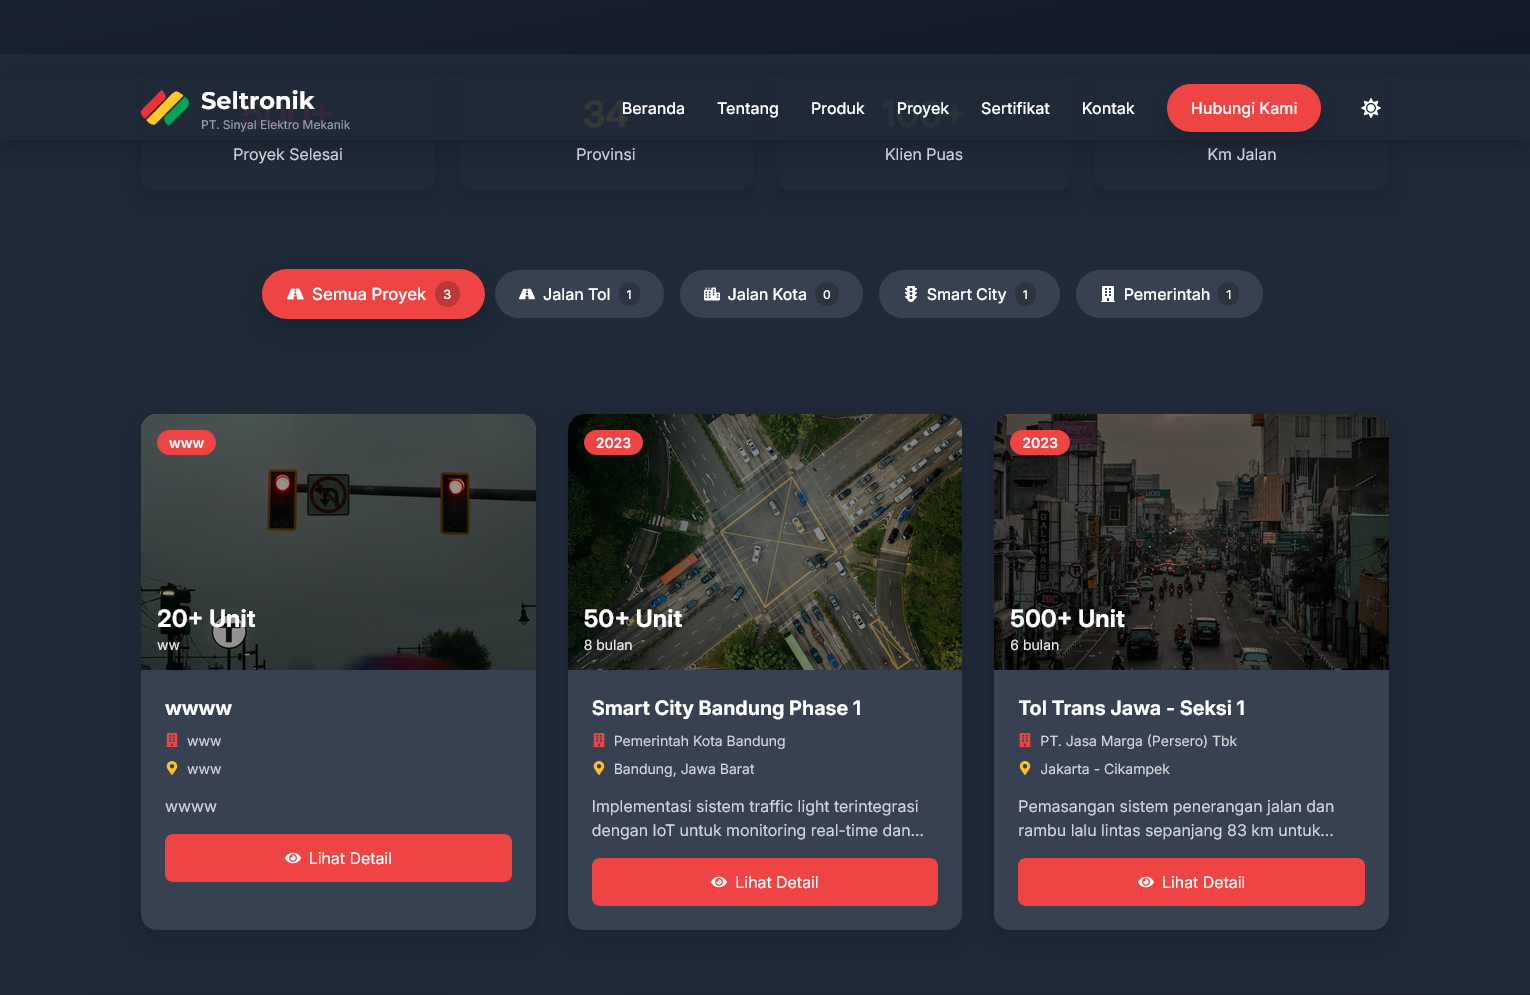 Seltronik
PT. Sinyal Elektro Mekanik
Beranda
Tentang
Produk
Proyek
Sertifikat
Kontak
Hubungi Kami
500+
34
100+
Proyek Selesai
Provinsi
Klien Puas
Km Jalan
Semua Proyek 3
Jalan Tol 1
Jalan Kota 0
Smart City 1
Pemerintah 1
www
20+ Unit
ww
wwww
www
www
wwww
Lihat Detail
2023
50+ Unit
8 bulan
Smart City Bandung Phase 1
Pemerintah Kota Bandung
Bandung, Jawa Barat
Implementasi sistem traffic light terintegrasi
dengan IoT untuk monitoring real-time dan...
Lihat Detail
2023
500+ Unit
6 bulan
Tol Trans Jawa - Seksi 1
PT. Jasa Marga (Persero) Tbk
Jakarta - Cikampek
Pemasangan sistem penerangan jalan dan
rambu lalu lintas sepanjang 83 km untuk...
Lihat Detail